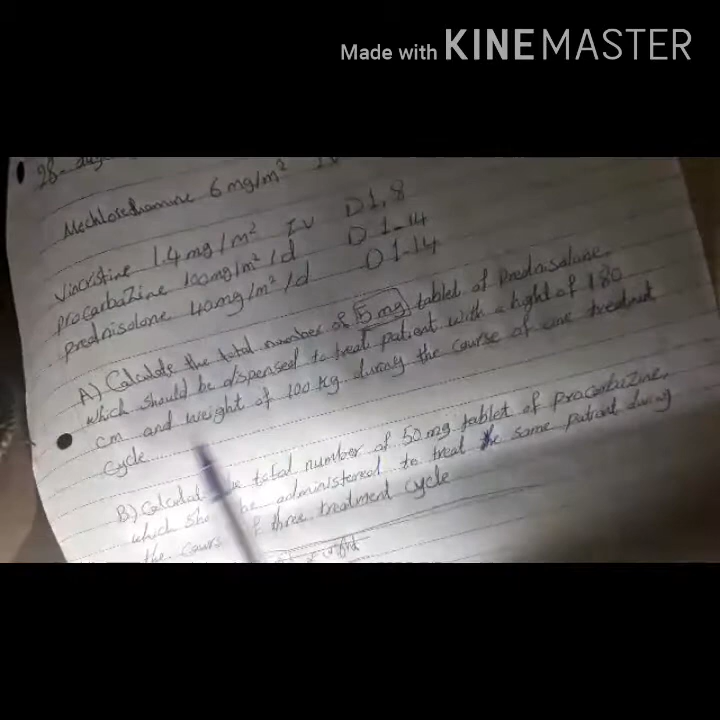 Made with KINEMASTER
28-day
Mechlorethamine 6 mg/m²
Vincristine 1.4 mg/m² IV D1,8
procarbazine 100mg/m²/d D 1-14
prednisolone 40mg/m²/d D 1-14
A) Calculate the total number of 5 mg tablet of Prednisolone
which should be dispensed to treat patient with a hight of 180
cm and weight of 100 kg during the course of one treatment
cycle
B) total number of 50 mg tablet of procarbazine
which be administered to treat the same patient during
the three treatment cycle